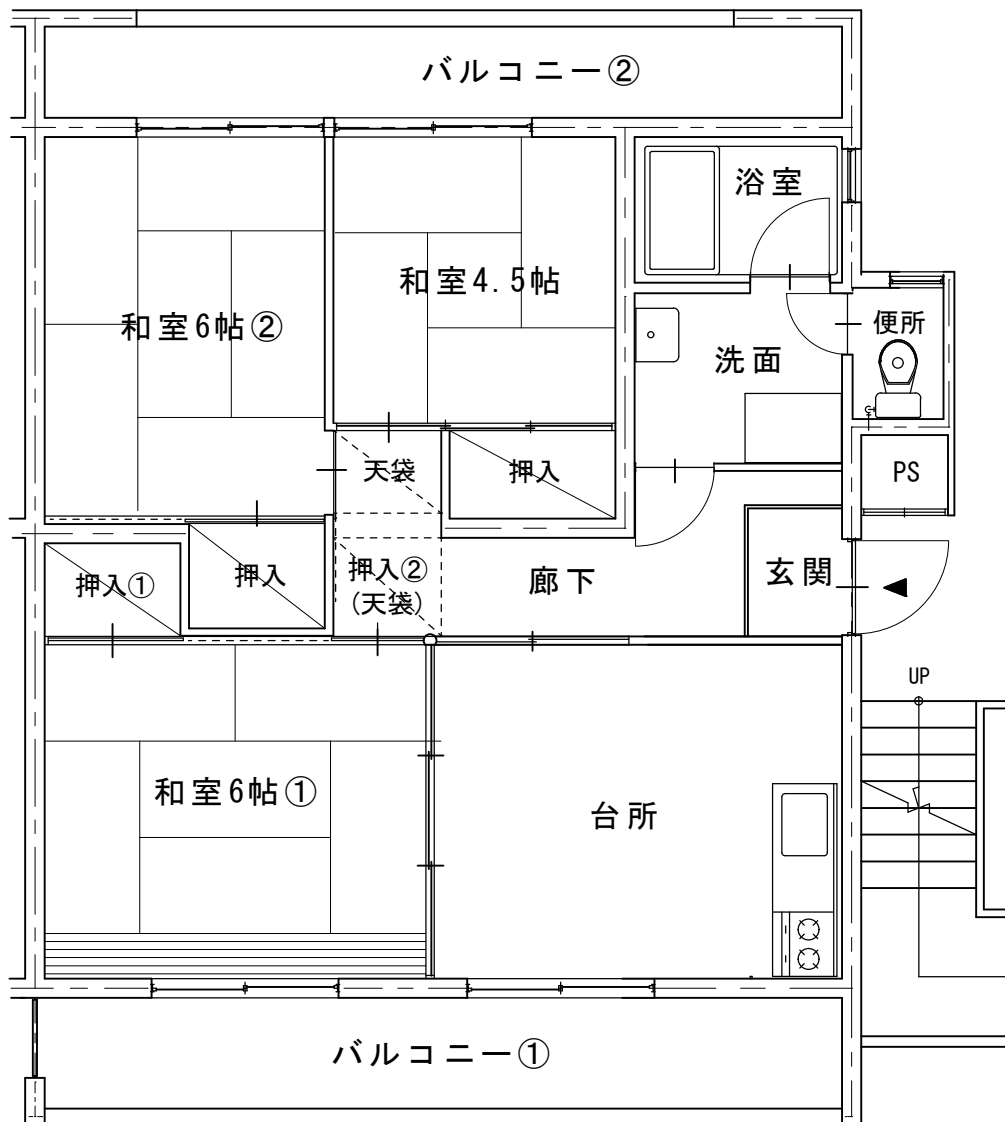 バルコニー②
浴室
和室4.5帖
和室6帖②
便所
洗面
天袋
押入
PS
押入①
押入
押入②
(天袋)
廊下
玄関
UP
和室6帖①
台所
バルコニー①